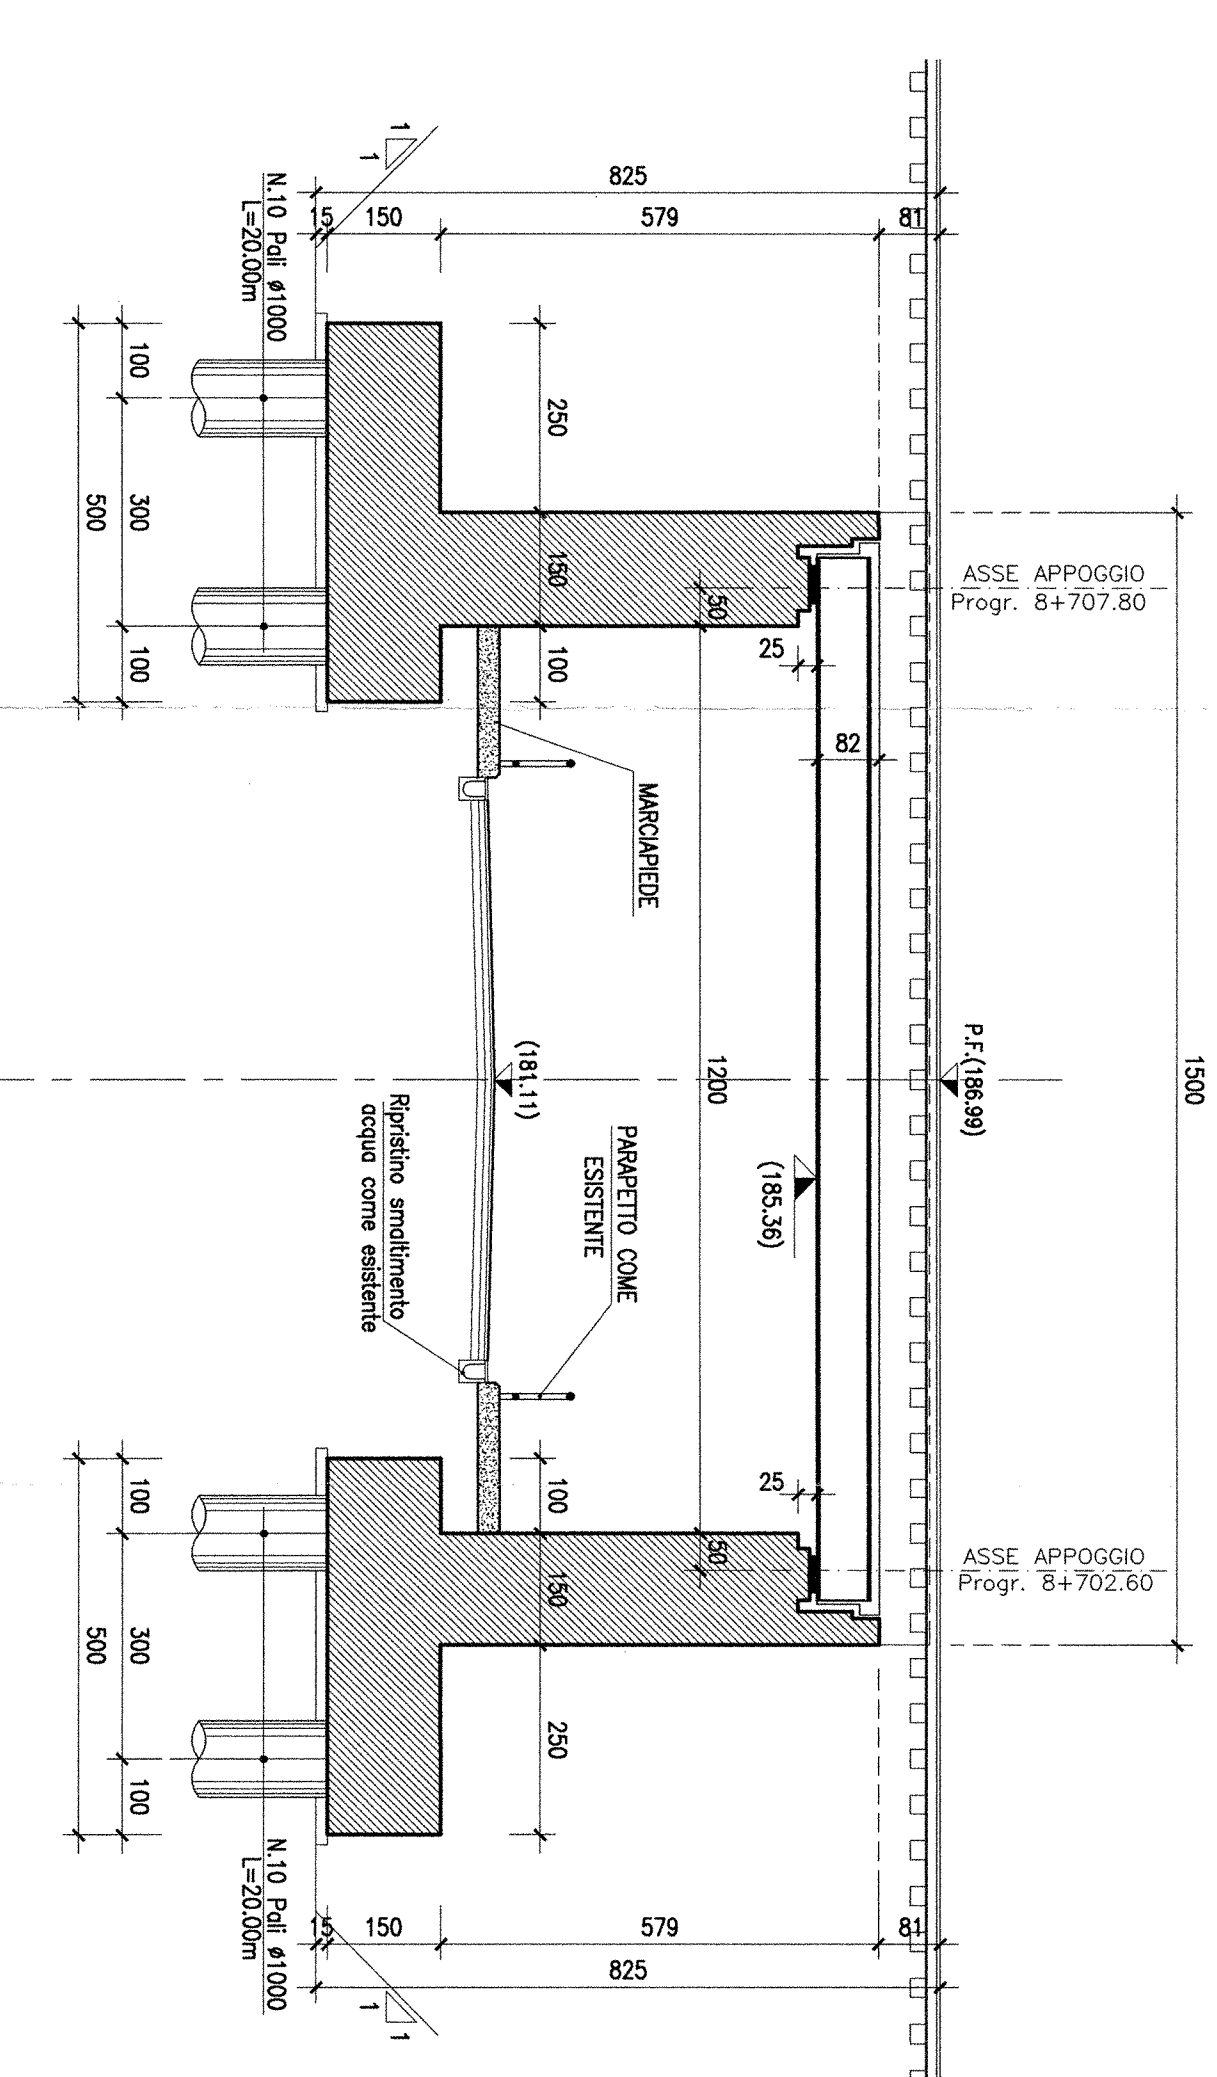 1500
P.F.(186.99)
ASSE APPOGGIO
Progr. 8+707.80
ASSE APPOGGIO
Progr. 8+702.60
825
81
579
150
15
81
579
150
15
825
82
25
25
(185.36)
50
1200
50
MARCIAPIEDE
PARAPETTO COME
ESISTENTE
250
150
100
(181.11)
100
150
250
1
1
1
1
Ripristino smaltimento
acqua come esistente
N.10 Pali ø1000
L=20.00m
N.10 Pali ø1000
L=20.00m
100
300
100
500
100
300
100
500